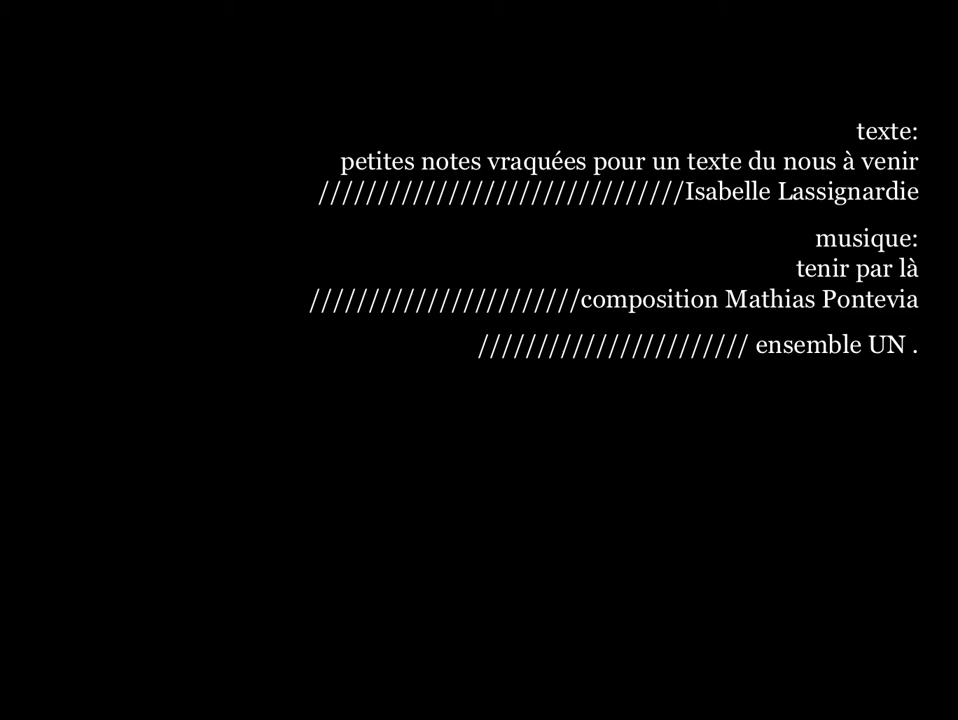 texte:
petites notes vraquées pour un texte du nous à venir
///////////////////////////////Isabelle Lassignardie
musique:
tenir par là
///////////////////////composition Mathias Pontevia
/////////////////////// ensemble UN .